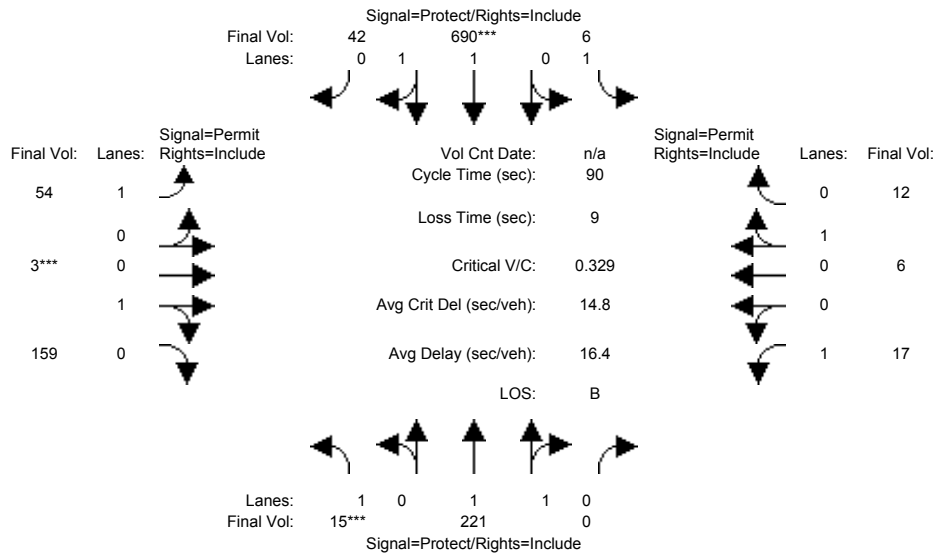 Signal=Protect/Rights=Include
Final Vol: 42 690*** 6
Lanes: 0 1 1 0 1
Signal=Permit
Rights=Include
Final Vol: Lanes:
54 1
0
3*** 0
1
159 0
Vol Cnt Date: n/a
Cycle Time (sec): 90
Loss Time (sec): 9
Critical V/C: 0.329
Avg Crit Del (sec/veh): 14.8
Avg Delay (sec/veh): 16.4
LOS: B
Signal=Permit
Rights=Include
Lanes: Final Vol:
0 12
1
0 6
0
1 17
Lanes: 1 0 1 1 0
Final Vol: 15*** 221 0
Signal=Protect/Rights=Include